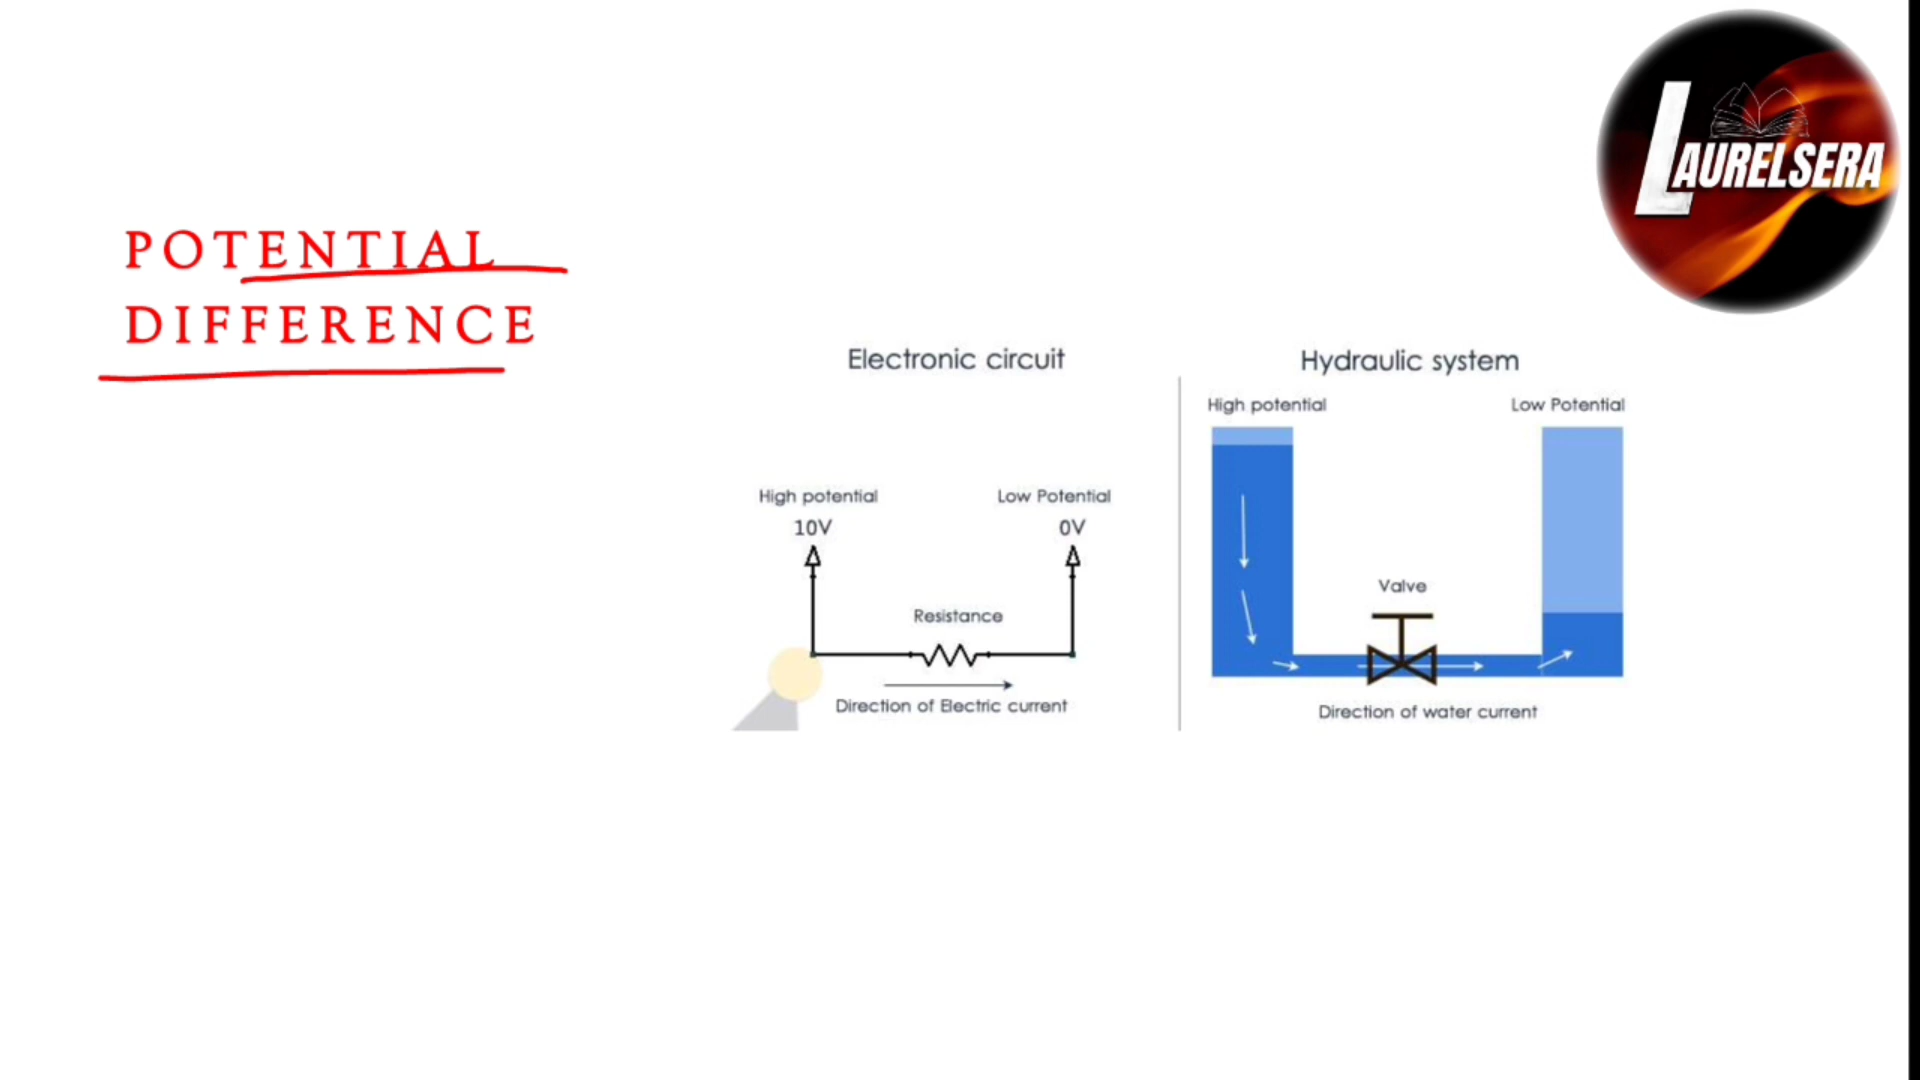 LAURELSERA
POTENTIAL
DIFFERENCE
Electronic circuit
High potential
10V
Low Potential
0V
Resistance
Direction of Electric current
Hydraulic system
High potential
Low Potential
Valve
Direction of water current